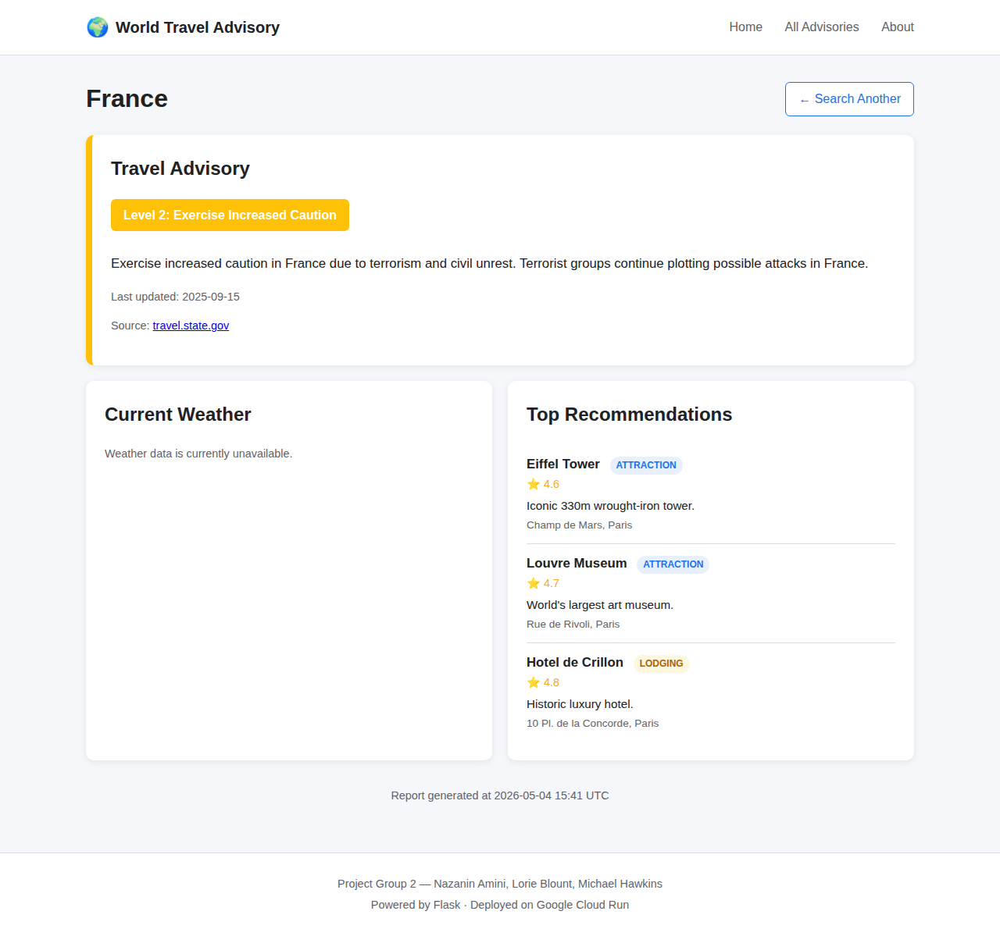 World Travel Advisory
Home All Advisories About
France
← Search Another
Travel Advisory
Level 2: Exercise Increased Caution
Exercise increased caution in France due to terrorism and civil unrest. Terrorist groups continue plotting possible attacks in France.
Last updated: 2025-09-15
Source: travel.state.gov
Current Weather
Weather data is currently unavailable.
Top Recommendations
Eiffel Tower ATTRACTION
⭐ 4.6
Iconic 330m wrought-iron tower.
Champ de Mars, Paris
Louvre Museum ATTRACTION
⭐ 4.7
World's largest art museum.
Rue de Rivoli, Paris
Hotel de Crillon LODGING
⭐ 4.8
Historic luxury hotel.
10 Pl. de la Concorde, Paris
Report generated at 2026-05-04 15:41 UTC
Project Group 2 — Nazanin Amini, Lorie Blount, Michael Hawkins
Powered by Flask · Deployed on Google Cloud Run